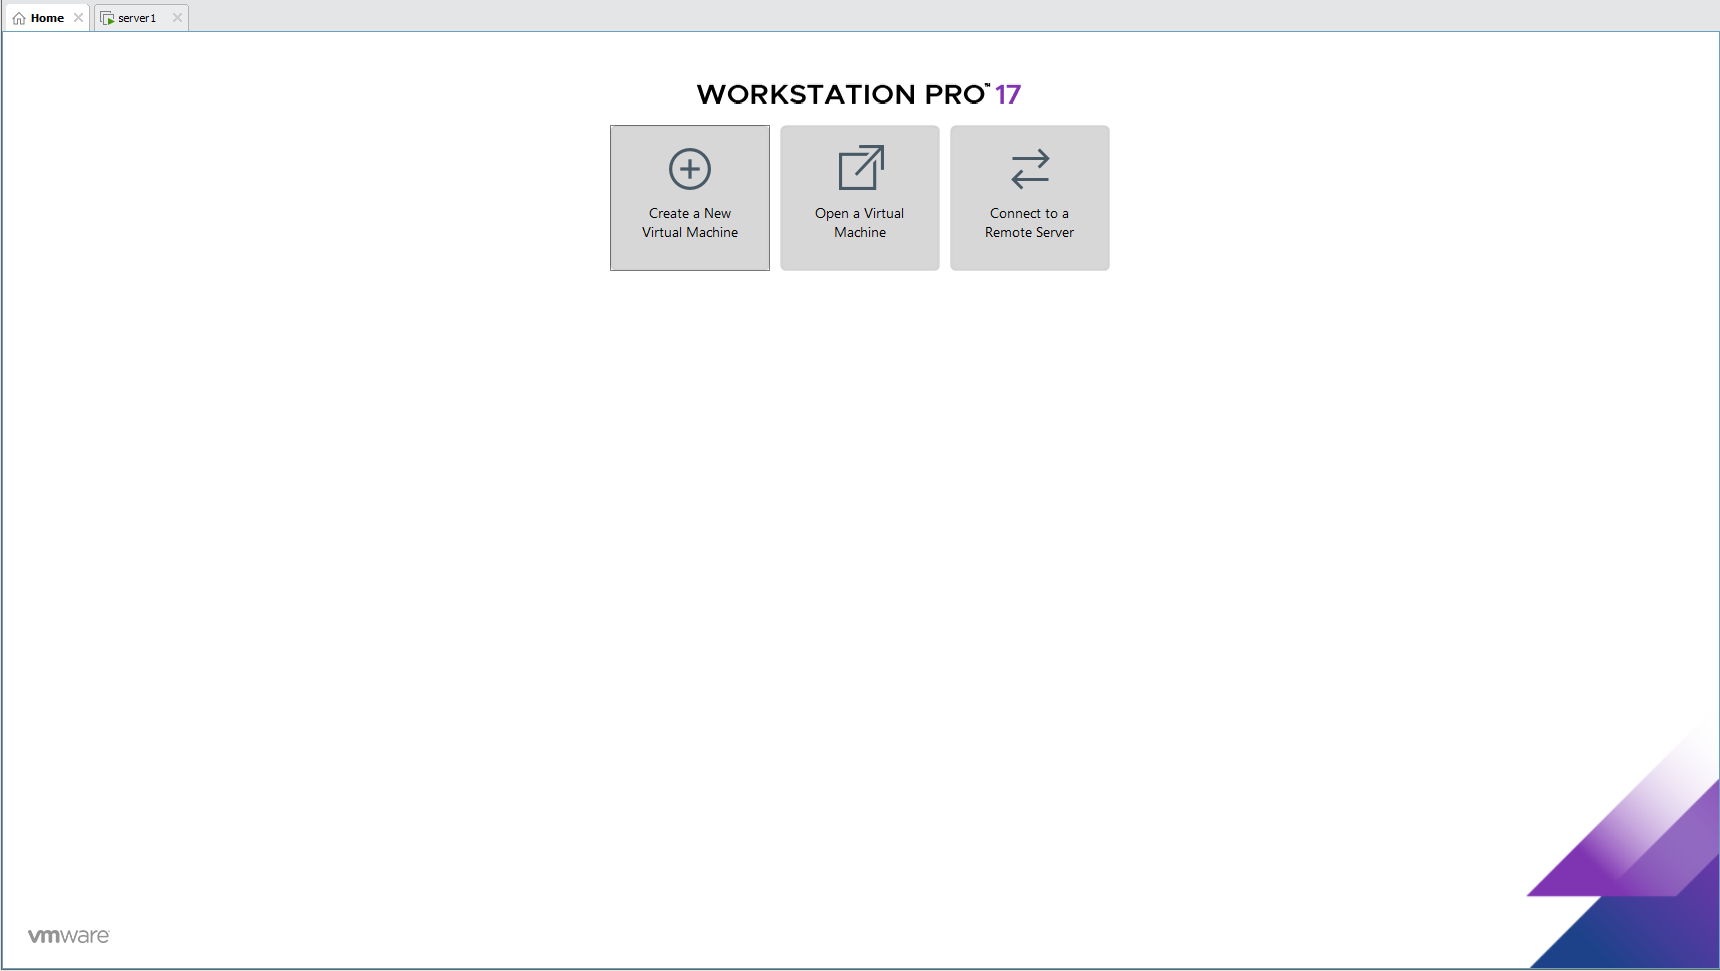 Home
server1
WORKSTATION PRO™ 17
Create a New
Virtual Machine
Open a Virtual
Machine
Connect to a
Remote Server
vmware